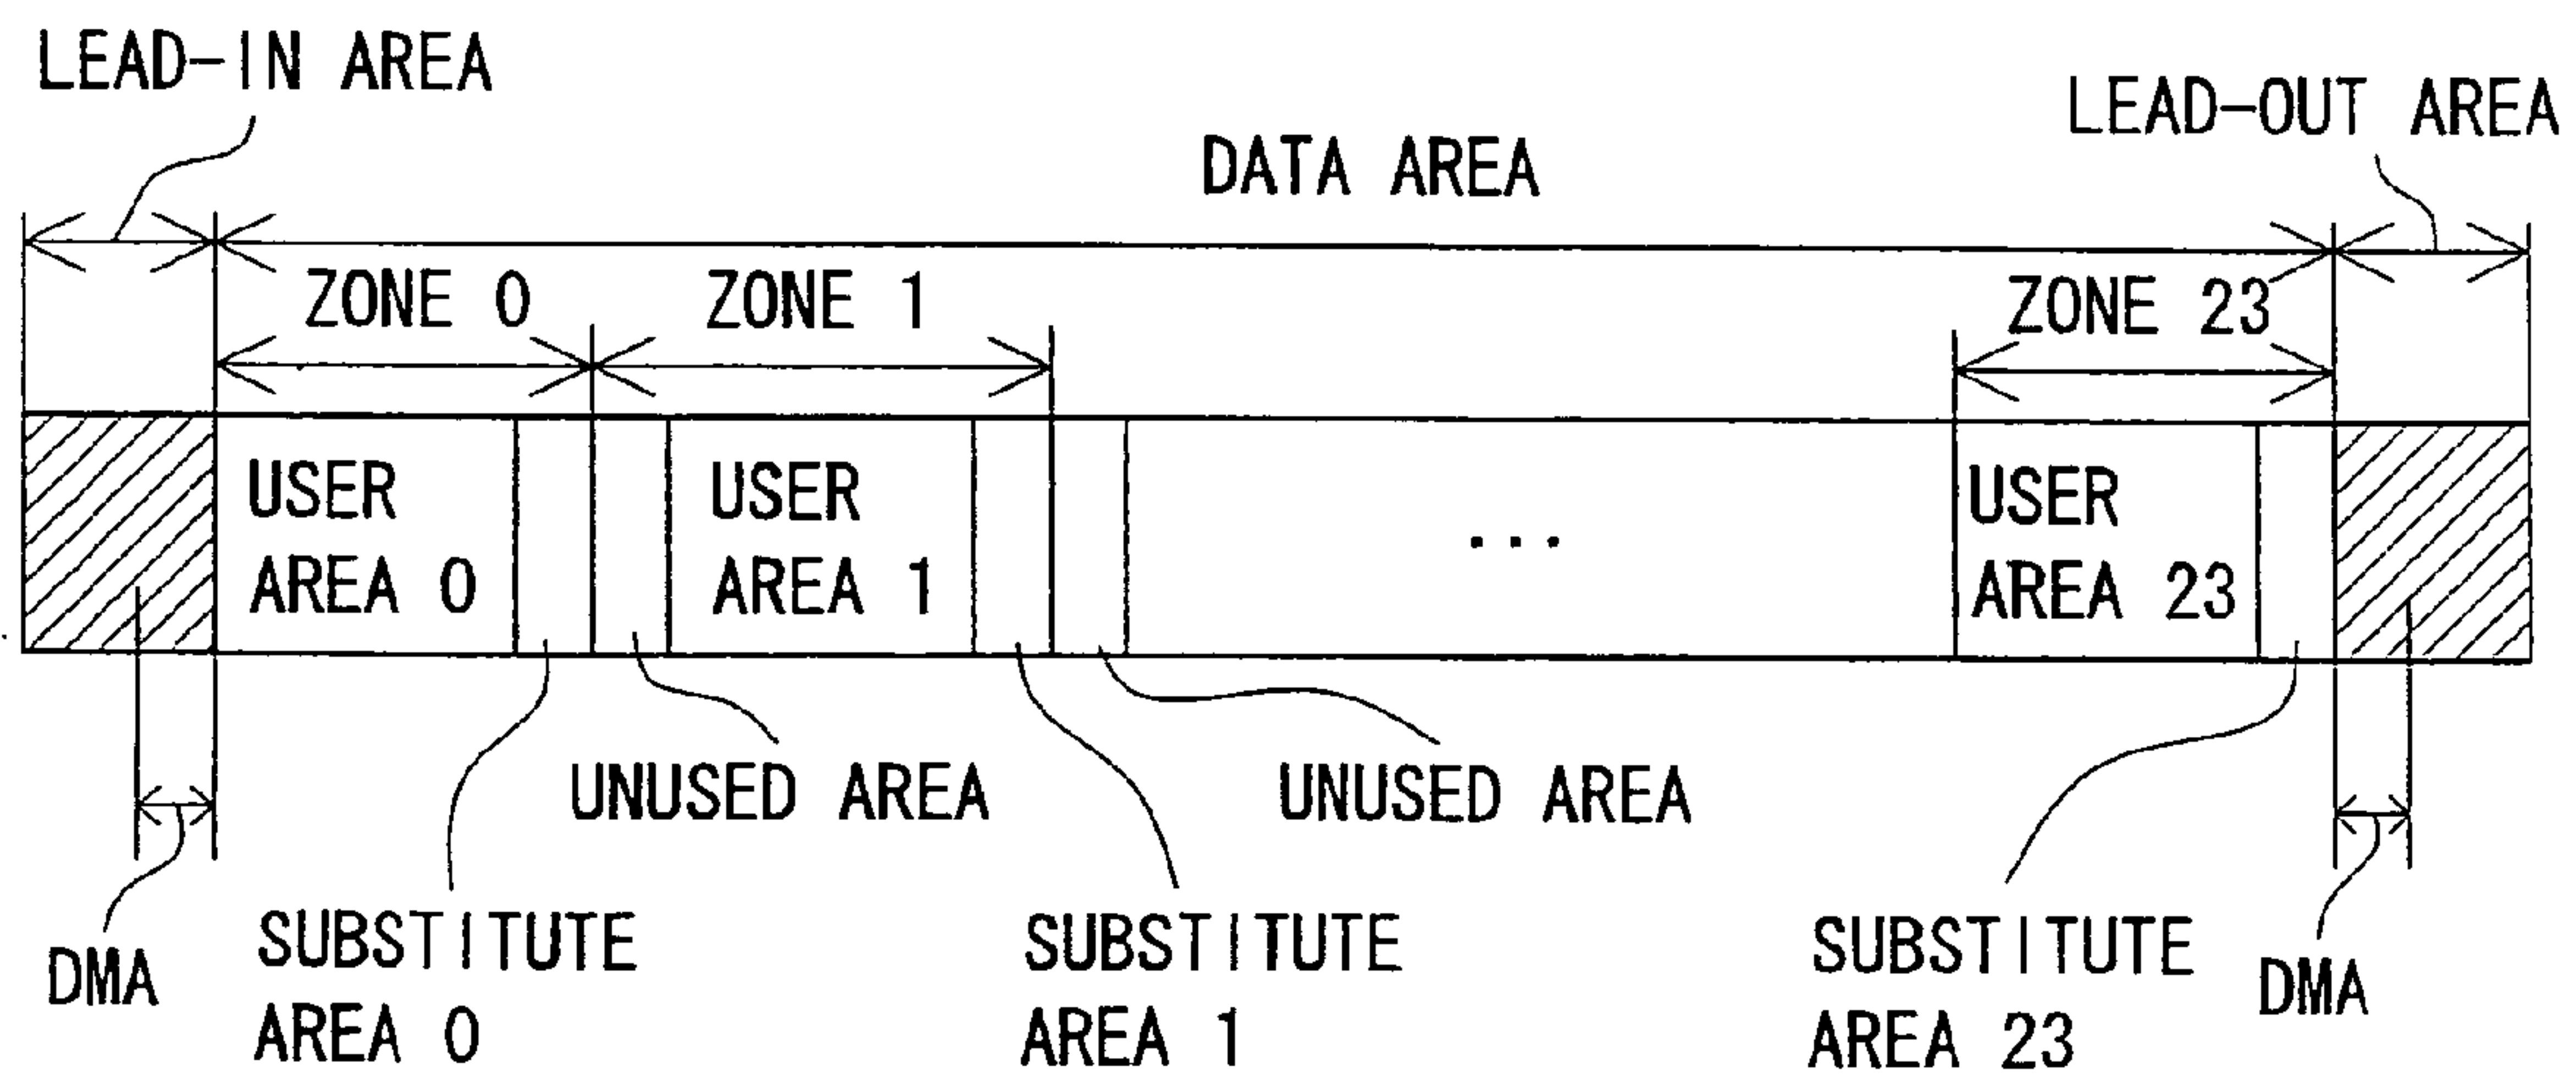 LEAD-IN AREA
LEAD-OUT AREA
DATA AREA
ZONE 0
ZONE 1
ZONE 23
USER
AREA 0
USER
AREA 1
...
USER
AREA 23
UNUSED AREA
UNUSED AREA
DMA
SUBSTITUTE
AREA 0
SUBSTITUTE
AREA 1
SUBSTITUTE
AREA 23
DMA